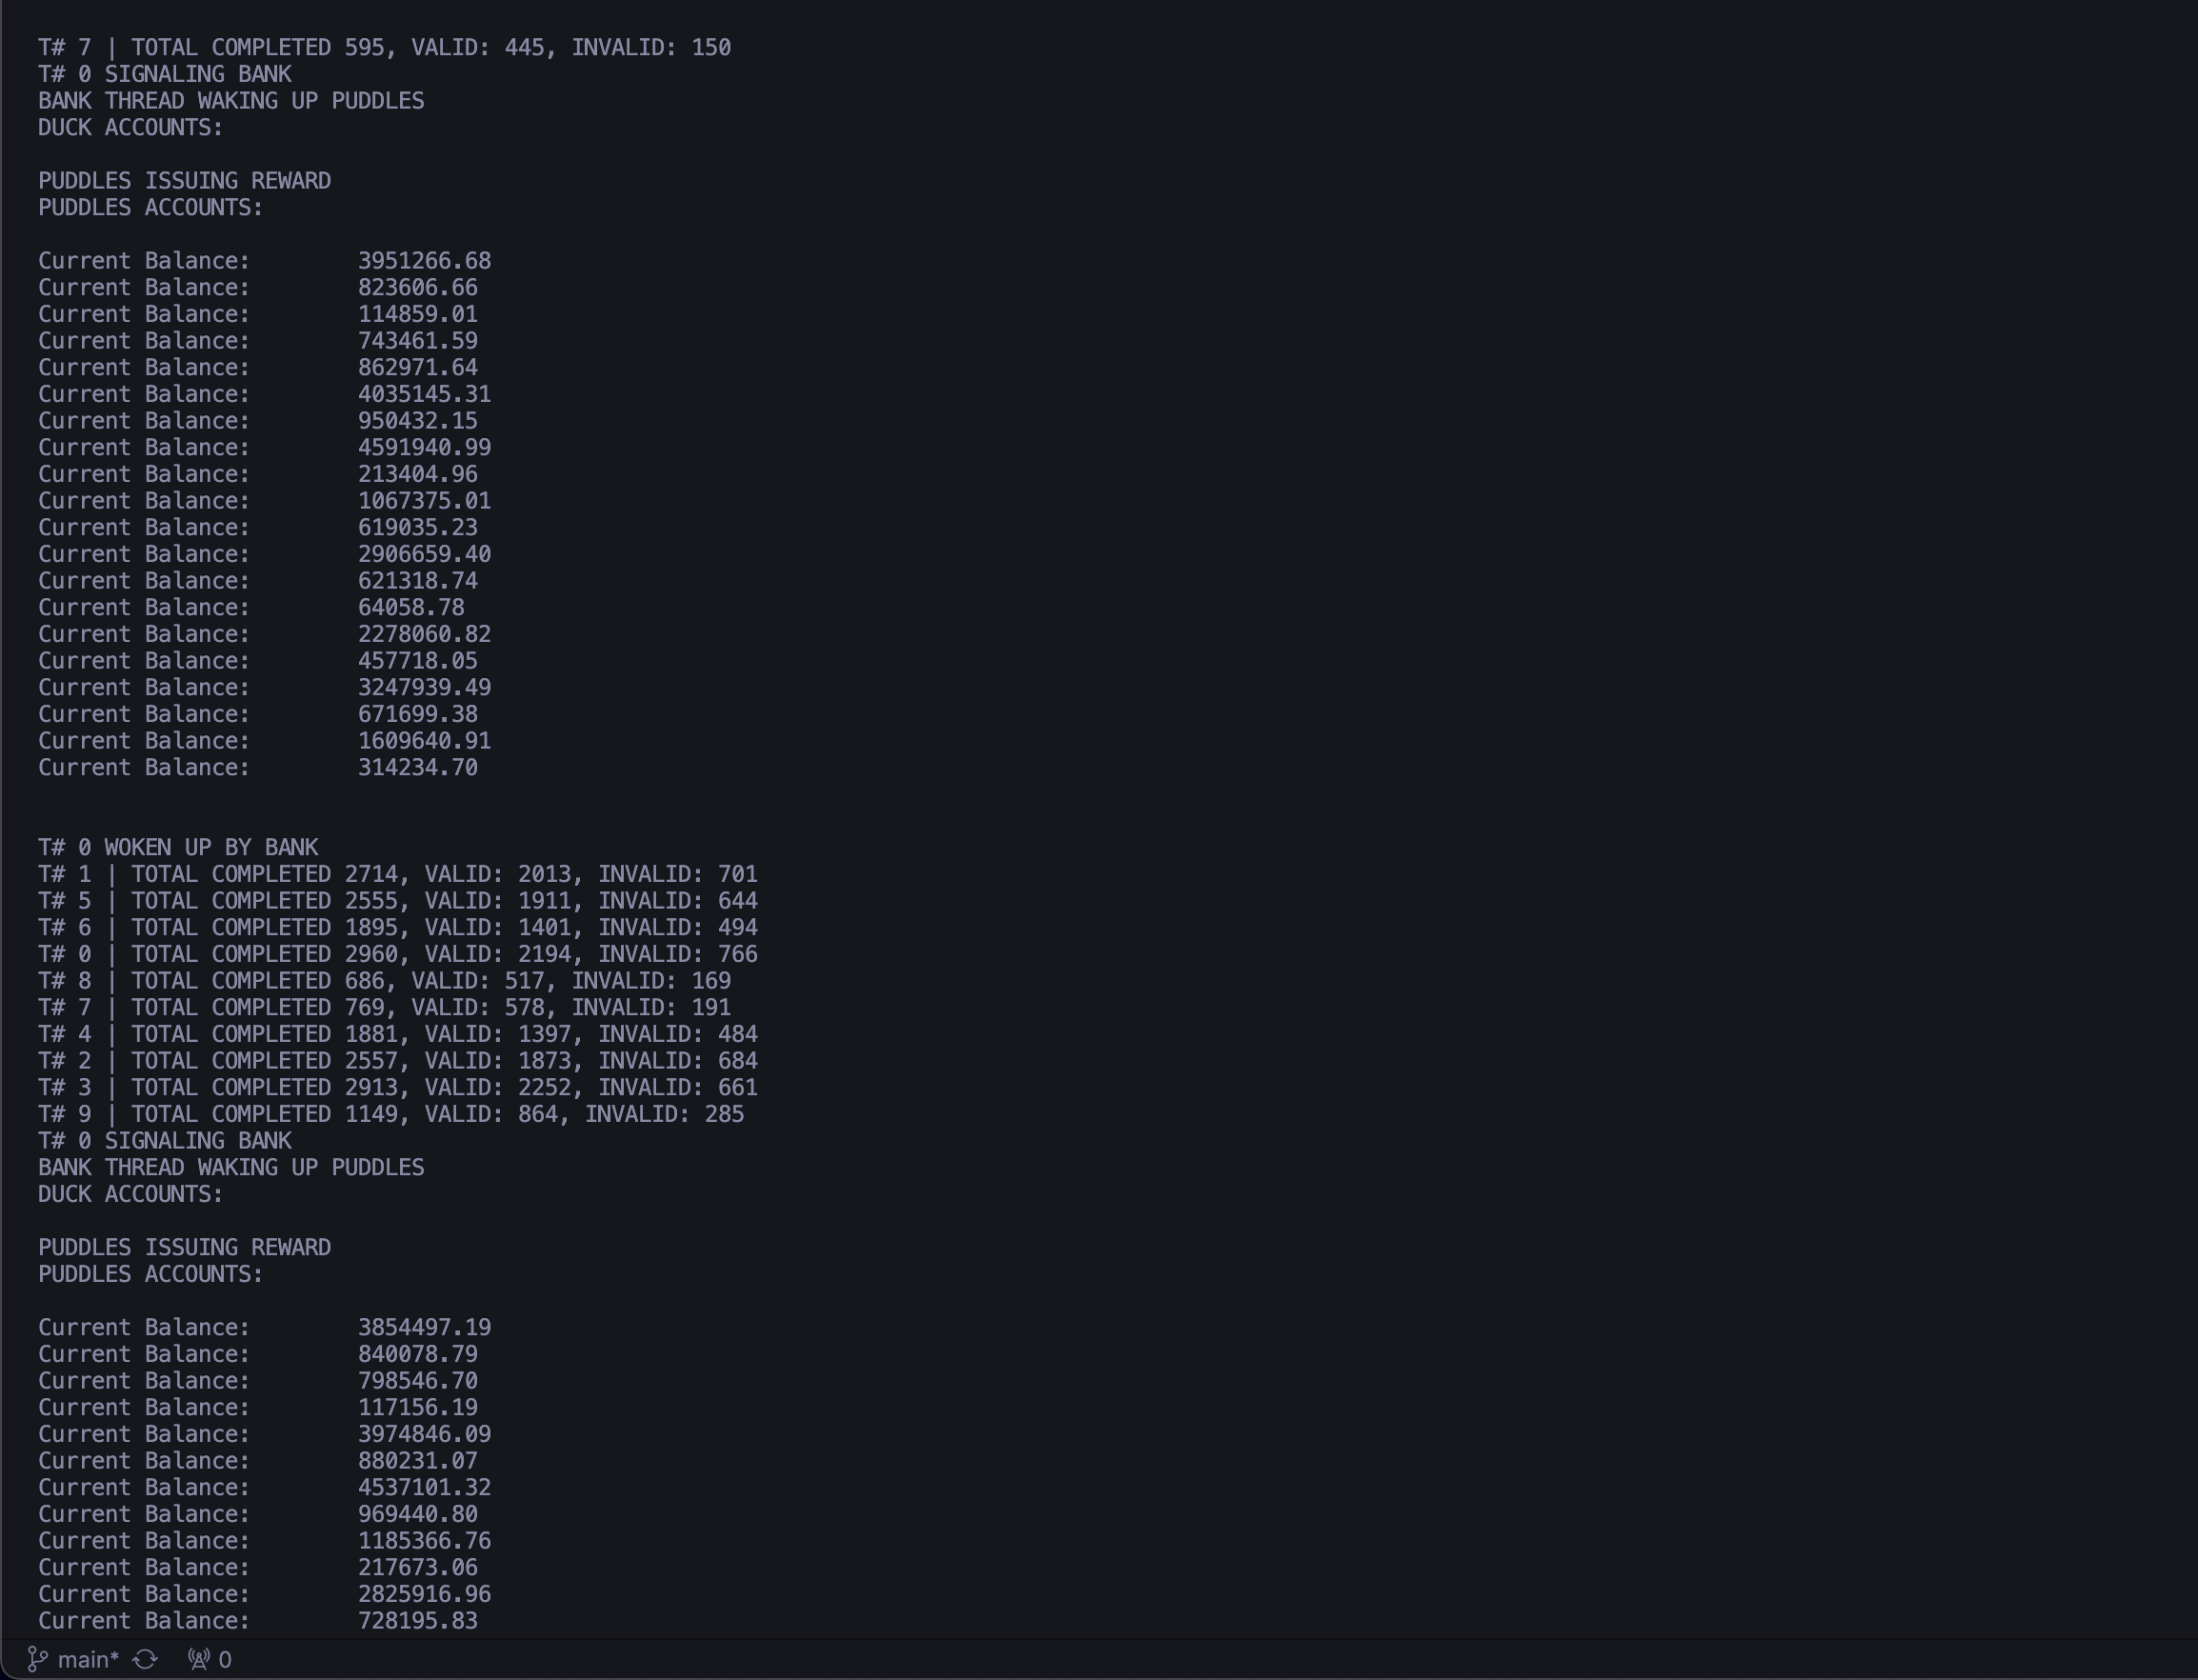 T# 7 | TOTAL COMPLETED 595, VALID: 445, INVALID: 150
T# 0 SIGNALING BANK
BANK THREAD WAKING UP PUDDLES
DUCK ACCOUNTS:
PUDDLES ISSUING REWARD
PUDDLES ACCOUNTS:
Current Balance: 3951266.68
Current Balance: 823606.66
Current Balance: 114859.01
Current Balance: 743461.59
Current Balance: 862971.64
Current Balance: 4035145.31
Current Balance: 950432.15
Current Balance: 4591940.99
Current Balance: 213404.96
Current Balance: 1067375.01
Current Balance: 619035.23
Current Balance: 2906659.40
Current Balance: 621318.74
Current Balance: 64058.78
Current Balance: 2278060.82
Current Balance: 457718.05
Current Balance: 3247939.49
Current Balance: 671699.38
Current Balance: 1609640.91
Current Balance: 314234.70
T# 0 WOKEN UP BY BANK
T# 1 | TOTAL COMPLETED 2714, VALID: 2013, INVALID: 701
T# 5 | TOTAL COMPLETED 2555, VALID: 1911, INVALID: 644
T# 6 | TOTAL COMPLETED 1895, VALID: 1401, INVALID: 494
T# 0 | TOTAL COMPLETED 2960, VALID: 2194, INVALID: 766
T# 8 | TOTAL COMPLETED 686, VALID: 517, INVALID: 169
T# 7 | TOTAL COMPLETED 769, VALID: 578, INVALID: 191
T# 4 | TOTAL COMPLETED 1881, VALID: 1397, INVALID: 484
T# 2 | TOTAL COMPLETED 2557, VALID: 1873, INVALID: 684
T# 3 | TOTAL COMPLETED 2913, VALID: 2252, INVALID: 661
T# 9 | TOTAL COMPLETED 1149, VALID: 864, INVALID: 285
T# 0 SIGNALING BANK
BANK THREAD WAKING UP PUDDLES
DUCK ACCOUNTS:
PUDDLES ISSUING REWARD
PUDDLES ACCOUNTS:
Current Balance: 3854497.19
Current Balance: 840078.79
Current Balance: 798546.70
Current Balance: 117156.19
Current Balance: 3974846.09
Current Balance: 880231.07
Current Balance: 4537101.32
Current Balance: 969440.80
Current Balance: 1185366.76
Current Balance: 217673.06
Current Balance: 2825916.96
Current Balance: 728195.83
main* 0